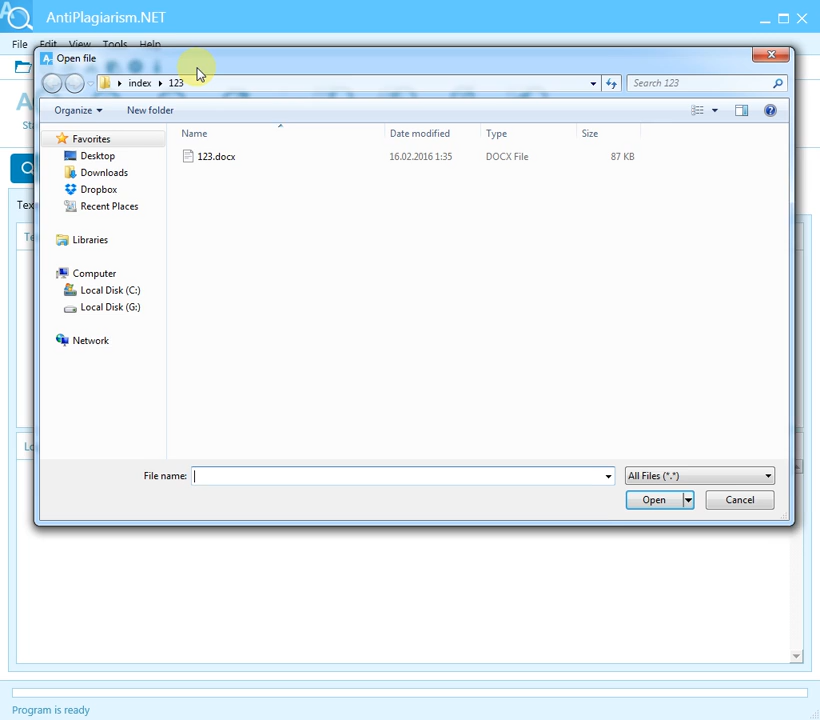 AntiPlagiarism.NET
File Edit View Tools Help
Open file
index 123
Search 123
Organize New folder
Name Date modified Type Size
Favorites
123.docx 16.02.2016 1:35 DOCX File 87 KB
Desktop
Downloads
Dropbox
Recent Places
Libraries
Computer
Local Disk (C:)
Local Disk (G:)
Network
File name: All Files (*.*)
Open Cancel
Program is ready